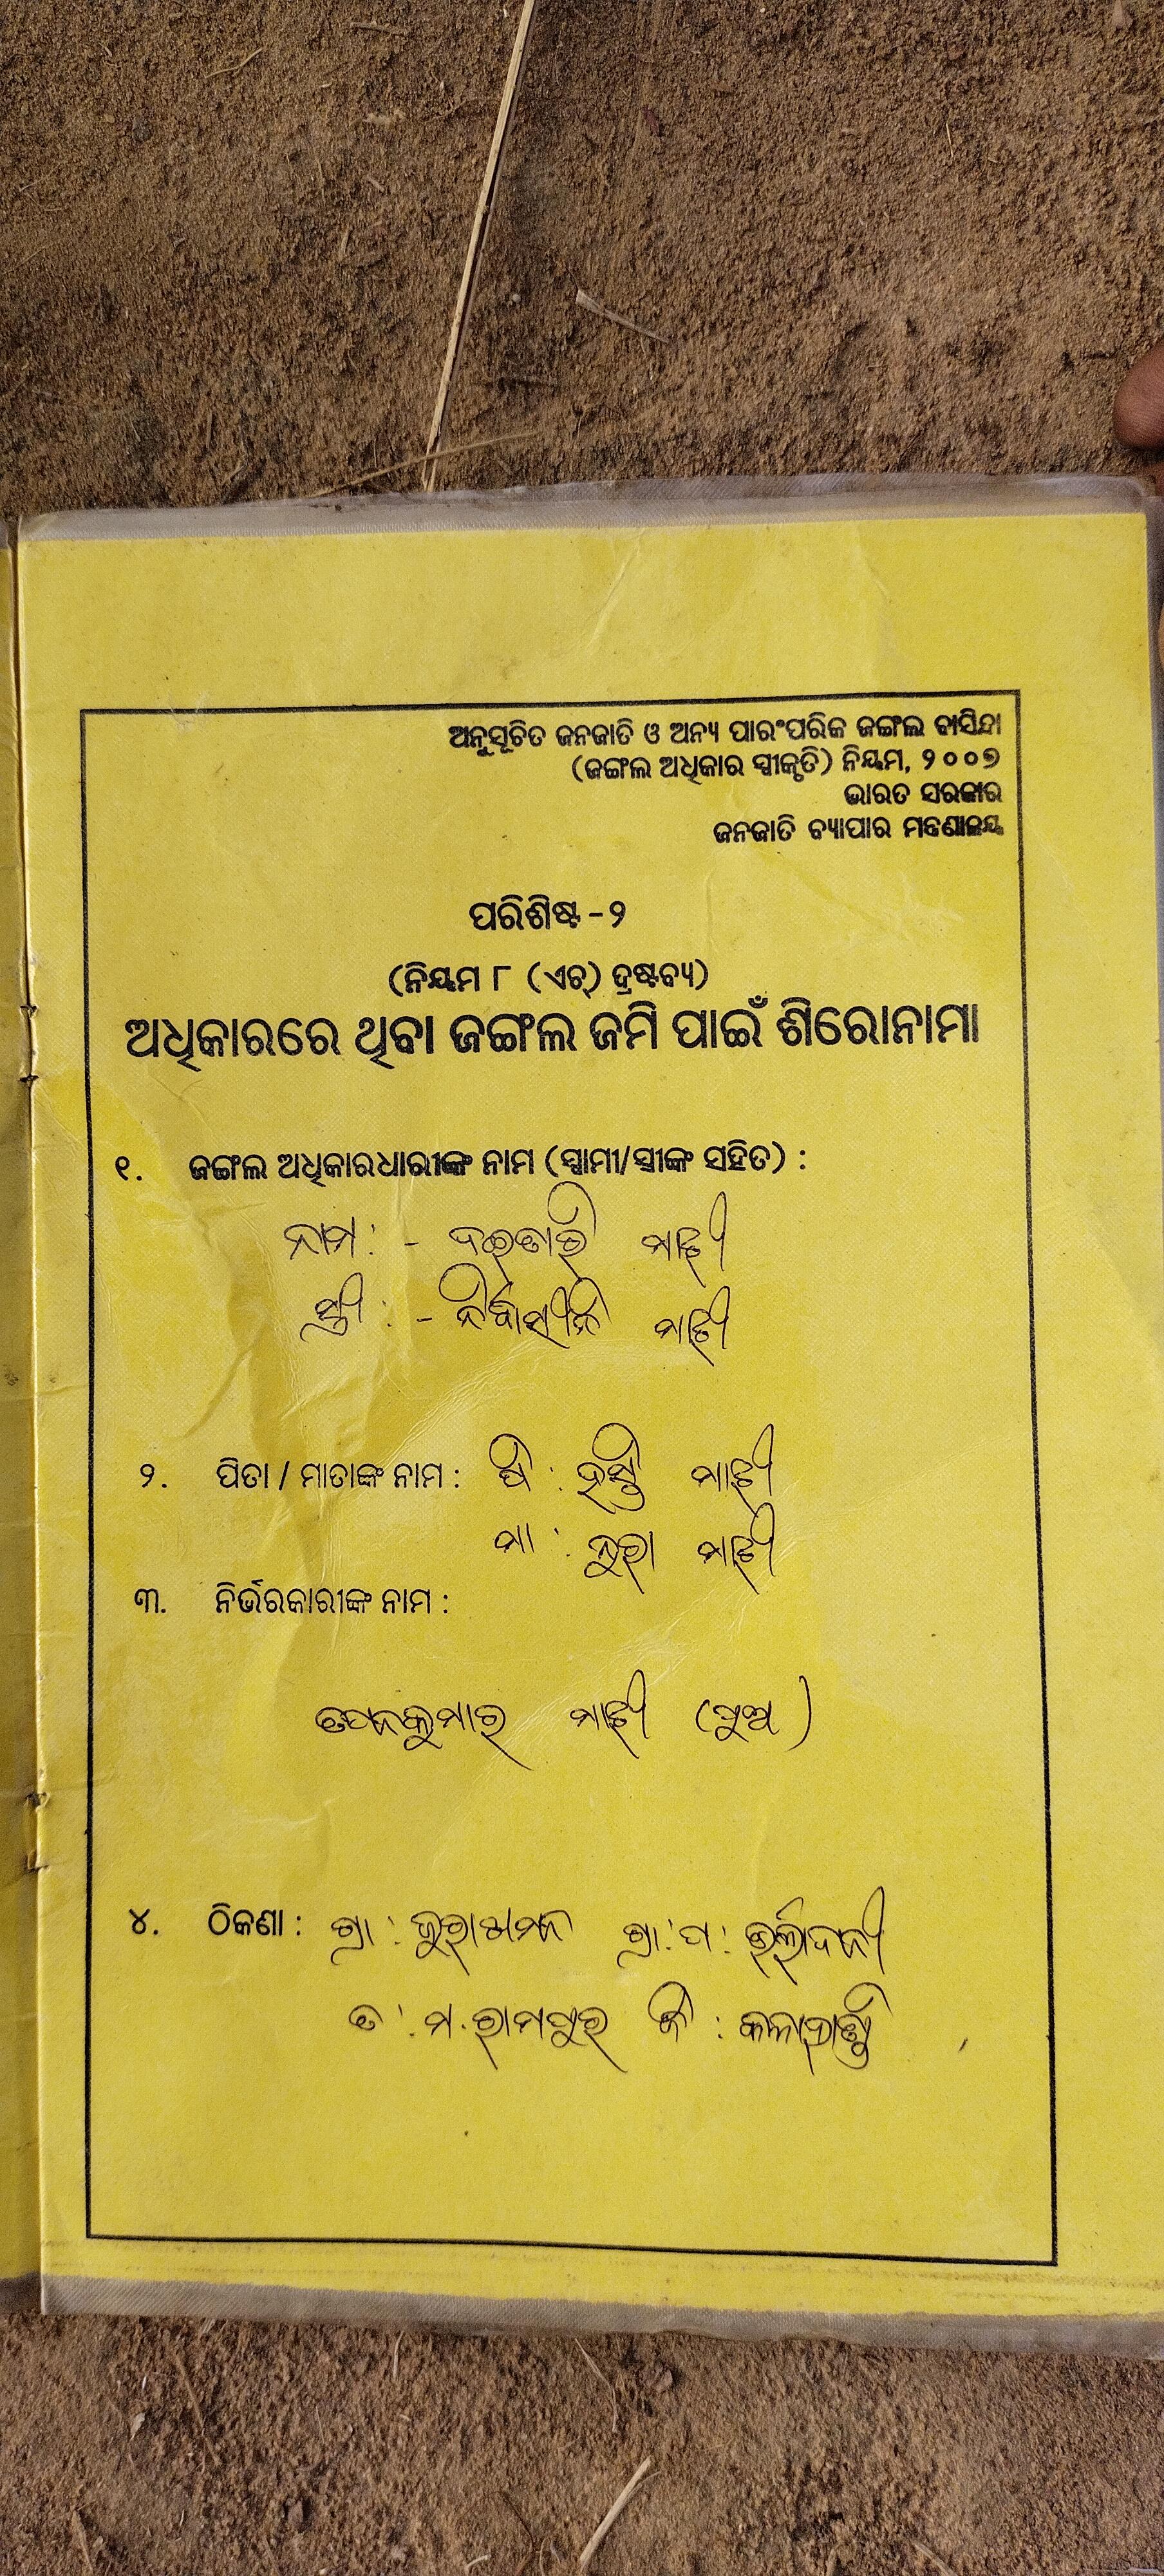 ଅନୁସୂଚିତ ଜନଜାତି ଓ ଅନ୍ୟ ପାରଂପରିକ ଜଙ୍ଗଲ ବାସିନ୍ଦା
(ଜଙ୍ଗଲ ଅଧିକାର ସ୍ୱୀକୃତି) ନିୟମ, ୨୦୦୭
ଭାରତ ସରକାର
ଜନଜାତି ବ୍ୟାପାର ମନ୍ତ୍ରଣାଳୟ
ପରିଶିଷ୍ଟ -୨
(ନିୟମ ୮ (ଏଚ୍) ଦ୍ରଷ୍ଟବ୍ୟ)
ଅଧିକାରରେ ଥିବା ଜଙ୍ଗଲ ଜମି ପାଇଁ ଶିରୋନାମା
୧. ଜଙ୍ଗଲ ଅଧିକାରଧାରୀଙ୍କ ନାମ (ସ୍ୱାମୀ/ସ୍ତ୍ରୀଙ୍କ ସହିତ) :
ନାମ : - ଦଇତାରି ମାଝୀ
ସ୍ତ୍ରୀ : - ମାଝୀ
୨. ପିତା / ମାତାଙ୍କ ନାମ : ପି : ମାଝୀ
ମା : ମାଝୀ
୩. ନିର୍ଭରକାରୀଙ୍କ ନାମ :
ତପନକୁମାର ମାଝୀ (ପୁଅ)
୪. ଠିକଣା : ଗ୍ରା : ଗ୍ରା.ପ :
ତ : ମ.ରାମପୁର ଜି : କଳାହାଣ୍ଡି